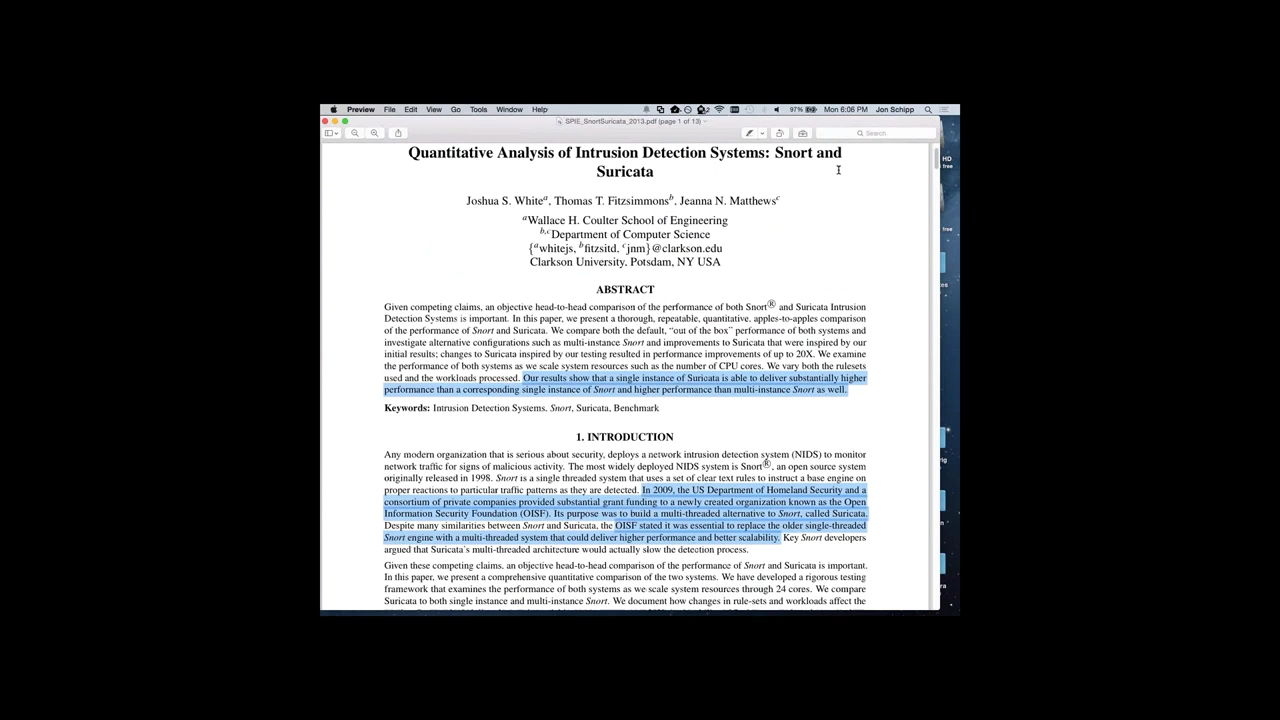 Preview File Edit View Go Tools Window Help 97% Mon 6:06 PM Jon Schipp
SPIE_SnortSuricata_2013.pdf (page 1 of 13)
Search
Quantitative Analysis of Intrusion Detection Systems: Snort and
Suricata
Joshua S. Whiteᵃ, Thomas T. Fitzsimmonsᵇ, Jeanna N. Matthewsᶜ
ᵃWallace H. Coulter School of Engineering
ᵇ,ᶜDepartment of Computer Science
{ᵃwhitejs, ᵇfitzsitd, ᶜjnm}@clarkson.edu
Clarkson University, Potsdam, NY USA
ABSTRACT
Given competing claims, an objective head-to-head comparison of the performance of both Snort® and Suricata Intrusion
Detection Systems is important. In this paper, we present a thorough, repeatable, quantitative, apples-to-apples comparison
of the performance of Snort and Suricata. We compare both the default, “out of the box” performance of both systems and
investigate alternative configurations such as multi-instance Snort and improvements to Suricata that were inspired by our
initial results; changes to Suricata inspired by our testing resulted in performance improvements of up to 20X. We examine
the performance of both systems as we scale system resources such as the number of CPU cores. We vary both the rulesets
used and the workloads processed. Our results show that a single instance of Suricata is able to deliver substantially higher
performance than a corresponding single instance of Snort and higher performance than multi-instance Snort as well.
Keywords: Intrusion Detection Systems, Snort, Suricata, Benchmark
1. INTRODUCTION
Any modern organization that is serious about security, deploys a network intrusion detection system (NIDS) to monitor
network traffic for signs of malicious activity. The most widely deployed NIDS system is Snort®, an open source system
originally released in 1998. Snort is a single threaded system that uses a set of clear text rules to instruct a base engine on
proper reactions to particular traffic patterns as they are detected. In 2009, the US Department of Homeland Security and a
consortium of private companies provided substantial grant funding to a newly created organization known as the Open
Information Security Foundation (OISF). Its purpose was to build a multi-threaded alternative to Snort, called Suricata.
Despite many similarities between Snort and Suricata, the OISF stated it was essential to replace the older single-threaded
Snort engine with a multi-threaded system that could deliver higher performance and better scalability. Key Snort developers
argued that Suricata’s multi-threaded architecture would actually slow the detection process.
Given these competing claims, an objective head-to-head comparison of the performance of Snort and Suricata is important.
In this paper, we present a comprehensive quantitative comparison of the two systems. We have developed a rigorous testing
framework that examines the performance of both systems as we scale system resources through 24 cores. We compare
Suricata to both single instance and multi-instance Snort. We document how changes in rule-sets and workloads affect the
HD
free
free